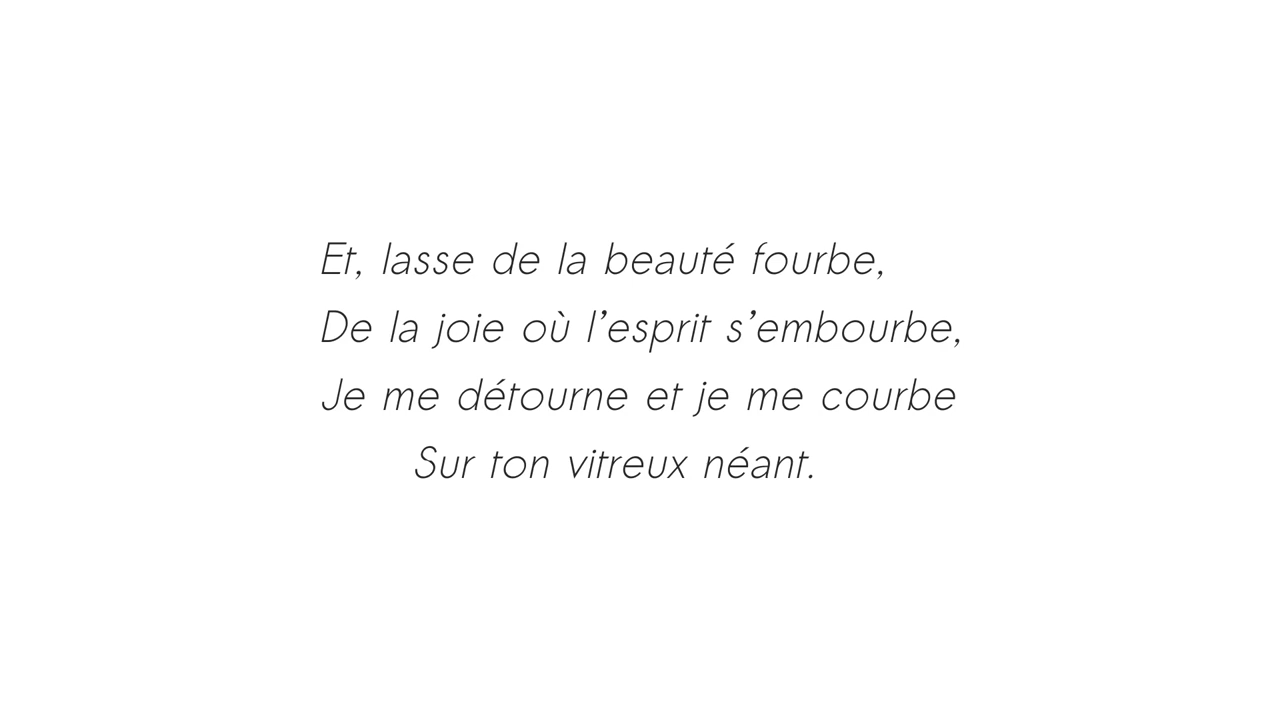 Et, lasse de la beauté fourbe,
De la joie où l’esprit s’embourbe,
Je me détourne et je me courbe
Sur ton vitreux néant.